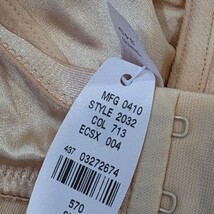 MFG 0410
STYLE 2032
COL 713
ECSX 004
437 03272674
570